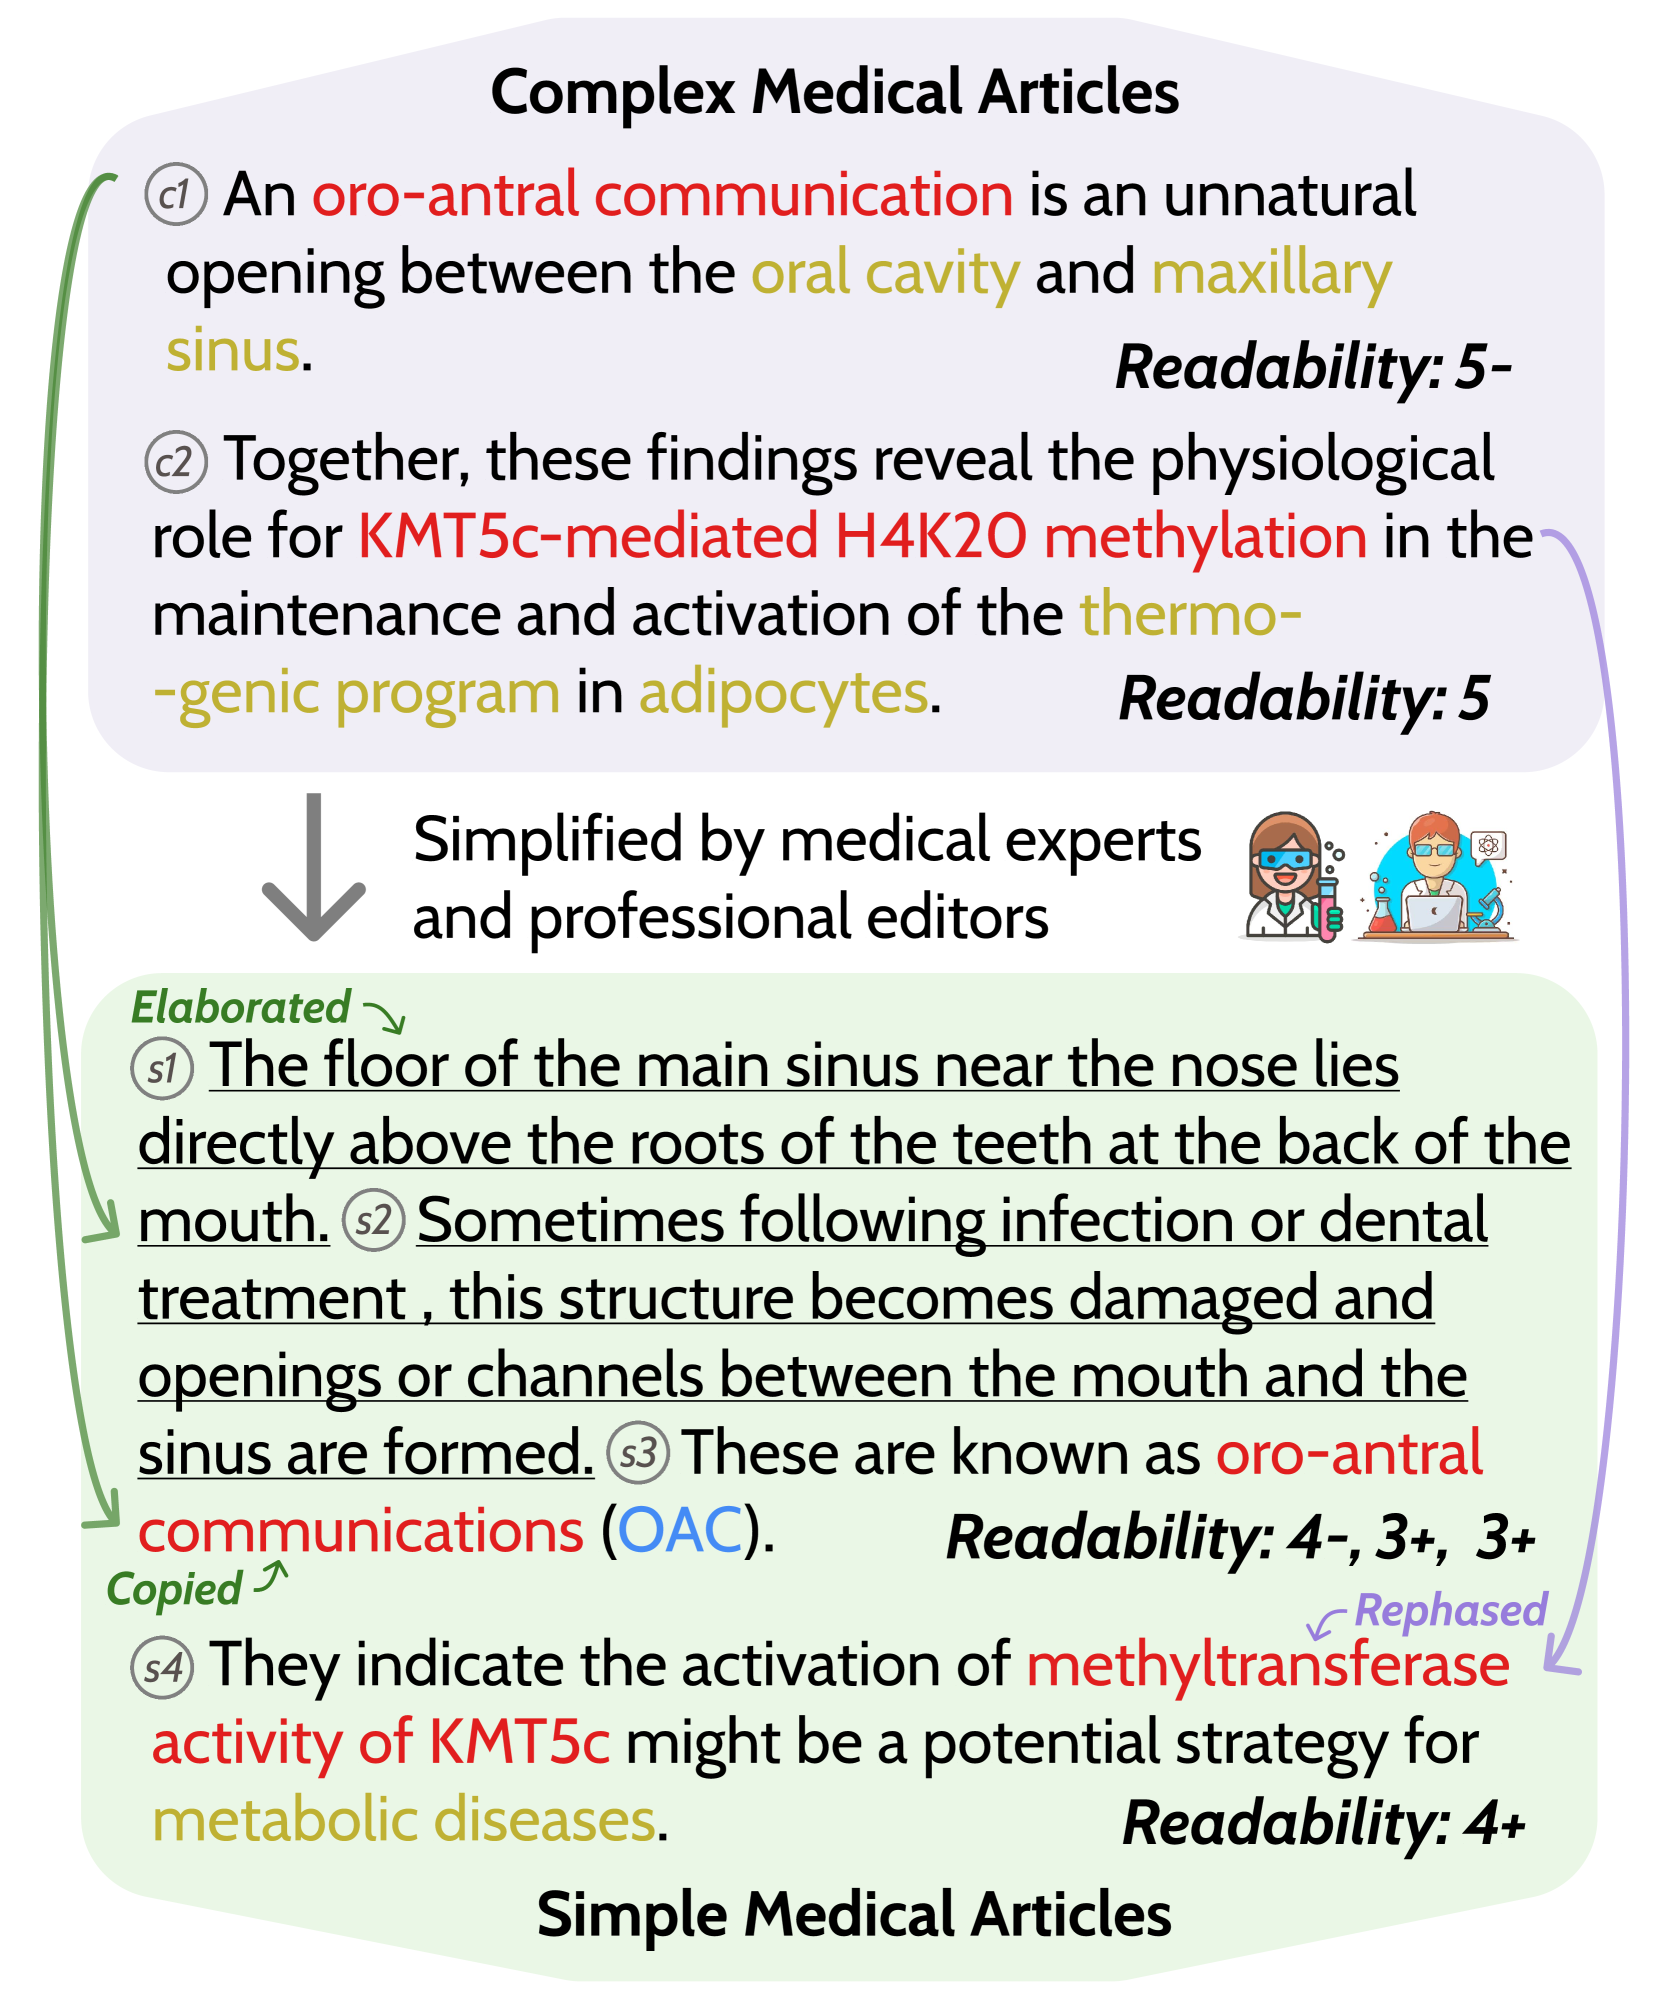 Complex Medical Articles
c1 An oro-antral communication is an unnatural
opening between the oral cavity and maxillary
sinus.
Readability: 5-
c2 Together, these findings reveal the physiological
role for KMT5c-mediated H4K20 methylation in the
maintenance and activation of the thermo-
-genic program in adipocytes.
Readability: 5
Simplified by medical experts
and professional editors
Elaborated
s1 The floor of the main sinus near the nose lies
directly above the roots of the teeth at the back of the
mouth. s2 Sometimes following infection or dental
treatment , this structure becomes damaged and
openings or channels between the mouth and the
sinus are formed. s3 These are known as oro-antral
communications (OAC).
Readability: 4-, 3+, 3+
Copied
Rephased
s4 They indicate the activation of methyltransferase
activity of KMT5c might be a potential strategy for
metabolic diseases.
Readability: 4+
Simple Medical Articles